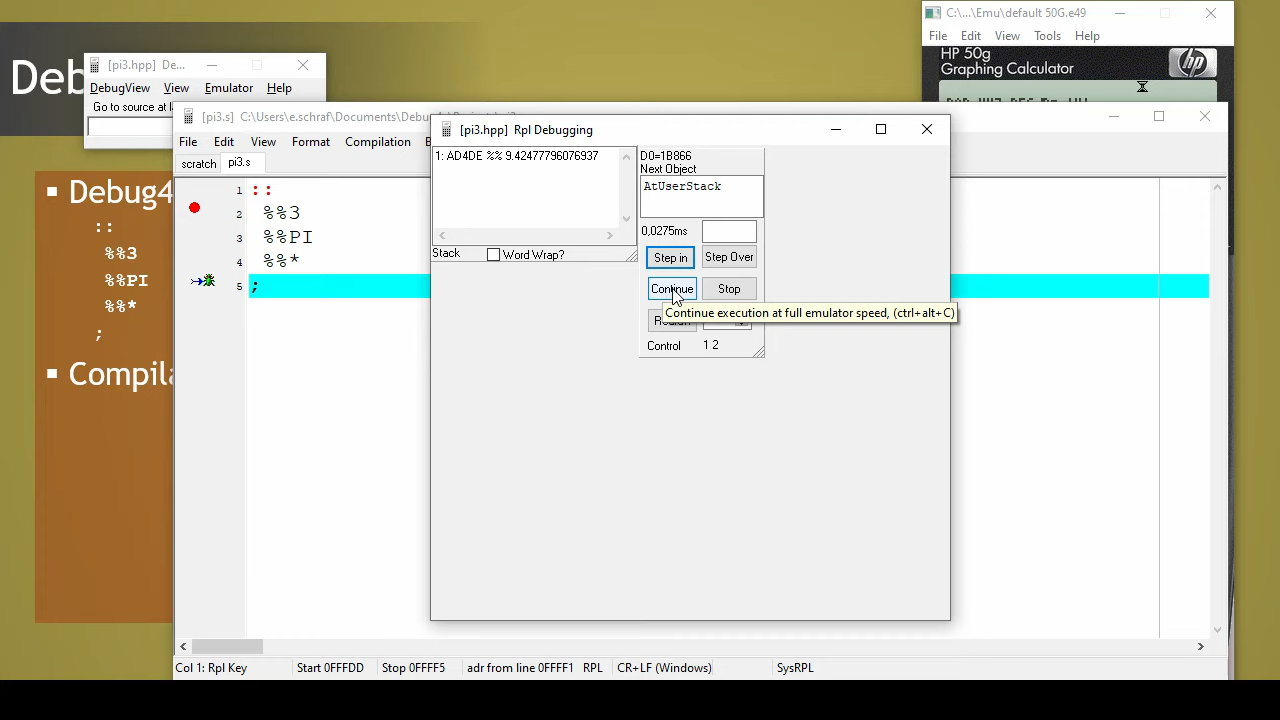 Deb
C:\...\Emu\default 50G.e49
File Edit View Tools Help
HP 50g
Graphing Calculator
hp
[pi3.hpp] De...
DebugView View Emulator Help
Go to source at
[pi3.s] C:\Users\e.schraf\Documents\Debu
File Edit View Format Compilation
scratch pi3.s
1 ::
2 %%3
3 %%PI
4 %%*
5 ;
[pi3.hpp] Rpl Debugging
1: AD4DE %% 9.42477796076937
Stack Word Wrap?
D0=1B866
Next Object
AtUserStack
0,0275ms
Step in Step Over
Continue Stop
Continue execution at full emulator speed, (ctrl+alt+C)
Control 1 2
▪ Debug4
::
%%3
%%PI
%%*
;
▪ Compila
Col 1: Rpl Key Start 0FFFDD Stop 0FFFF5 adr from line 0FFFF1 RPL CR+LF (Windows) SysRPL